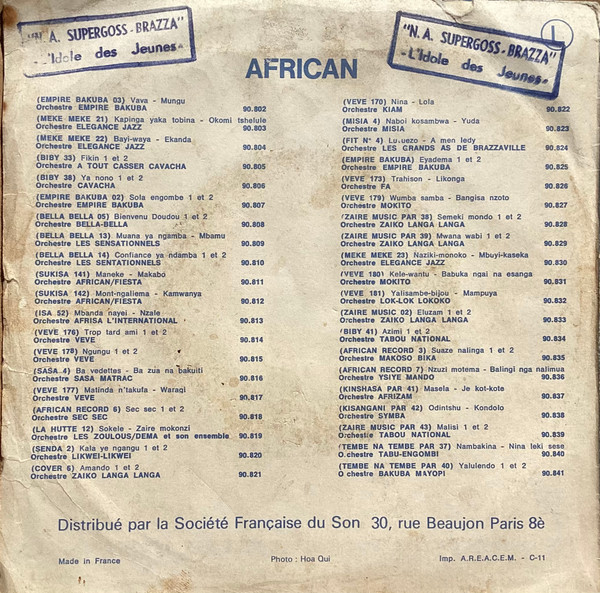 "N. A. SUPERGOSS-BRAZZA"
-L'Idole des Jeunes-
"N. A. SUPERGOSS-BRAZZA"
-L'Idole des Jeunes-
L
AFRICAN
(EMPIRE BAKUBA 03) Vava - Mungu
Orchestre EMPIRE BAKUBA 90.802
(MEKE MEKE 21) Kapinga yaka tobina - Okomi tshelule
Orchestre ELEGANCE JAZZ 90.803
(MEKE MEKE 22) Bayi-waya - Ekanda
Orchestre ELEGANCE JAZZ 90.804
(BIBY 33) Fikin 1 et 2
Orchestre A TOUT CASSER CAVACHA 90.805
(BIBY 38) Ya nono 1 et 2
Orchestre CAVACHA 90.806
(EMPIRE BAKUBA 02) Sota engombe 1 et 2
Orchestre EMPIRE BAKUBA 90.807
(BELLA BELLA 05) Bienvenu Doudou 1 et 2
Orchestre BELLA-BELLA 90.808
(BELLA BELLA 13) Muana ya ngamba - Mbamu
Orchestre LES SENSATIONNELS 90.809
(BELLA BELLA 14) Confiance ya ndamba 1 et 2
Orchestre LES SENTATIONNELS 90.810
(SUKISA 141) Maneke - Makabo
Orchestre AFRICAN/FIESTA 90.811
(SUKISA 142) Mont-ngaliema - Kamwanya
Orchestre AFRICAN/FIESTA 90.812
(ISA 52) Mbanda nayei - Nzale
Orchestre AFRISA L'INTERNATIONAL 90.813
(VEVE 176) Trop tard ami 1 et 2
Orchestre VEVE 90.814
(VEVE 178) Ngungu 1 et 2
Orchestre VEVE 90.815
(SASA 4) Ba vedettes - Ba zua na bakuiti
Orchestre SASA MATRAC 90.816
(VEVE 177) Matinda n'takufa - Waraqi
Orchestre VEVE 90.817
(AFRICAN RECORD 6) Sec sec 1 et 2
Orchestre SEC SEC 90.818
(LA HUTTE 12) Sokele - Zaire mokonzi
Orchestre LES ZOULOUS/DEMA et son ensemble 90.819
(SENDA 2) Kala ye ngangu 1 et 2
Orchestre LIKWEI-LIKWEI 90.820
(COVER 6) Amando 1 et 2
Orchestre ZAIKO LANGA LANGA 90.821
(VEVE 170) Nina - Lola
Orchestre KIAM 90.822
(MISIA 4) Naboi kosambwa - Yuda
Orchestre MISIA 90.823
(FIT N° 4) Lu.uezo - A men ledy
Orchestre LES GRANDS AS DE BRAZZAVILLE 90.824
(EMPIRE BAKUBA) Eyadema 1 et 2
Orchestre EMPIRE BAKUBA 90.825
(VEVE 173) Trahison - Likonga
Orchestre FA 90.826
(VEVE 179) Wumba samba - Bangisa nzoto
Orchestre MOKITO 90.827
(ZAIRE MUSIC PAR 38) Semeki mondo 1 et 2
Orchestre ZAIKO LANGA LANGA 90.828
(ZAIRE MUSIC PAR 39) Mwana wabi 1 et 2
Orchestre ZAIKO LANGA LANGA 90.829
(MEKE MEKE 23) Naziki-monoko - Mbuyi-kaseka
Orchestre ELEGANCE JAZZ 90.830
(VEVE 180) Kele-wantu - Babuka ngai na esanga
Orchestre MOKITO 90.831
(VEVE 181) Yalisambe-bijou - Mampuya
Orchestre LOK-LOK LOKOKO 90.832
(ZAIRE MUSIC 02) Eluzam 1 et 2
Orchestre ZAIKO LANGA LANGA 90.833
'BIBY 41) Azimi 1 et 2
Orchestre TABOU NATIONAL 90.834
(AFRICAN RECORD 3) Suaze nalinga 1 et 2
Orchestre MAKOSO BIKA 90.835
(AFRICAN RECORD 7) Nzuzi motema - Balingi nga nalimua
Orchestre YSIYE MANDO 90.836
(KINSHASA PAR 41) Masela - Je kot-kote
Orchestre AFRIZAM 90.837
(KISANGANI PAR 42) Odintshu - Kondolo
Orchestre SYMBA 90.838
(ZAIRE MUSIC PAR 43) Malisi 1 et 2
Orchestre TABOU NATIONAL 90.839
(TEMBE NA TEMBE PAR 37) Nambakina - Nina leki sese
O.chestre TABU-ENGOMBI 90.840
(TEMBE NA TEMBE PAR 40) Yalulendo 1 et 2
O.chestre BAKUBA MAYOPI 90.841
Distribué par la Société Française du Son 30, rue Beaujon Paris 8è
Made in France Photo : Hoa Qui Imp. A.R.E.A.C.E.M. - C-11